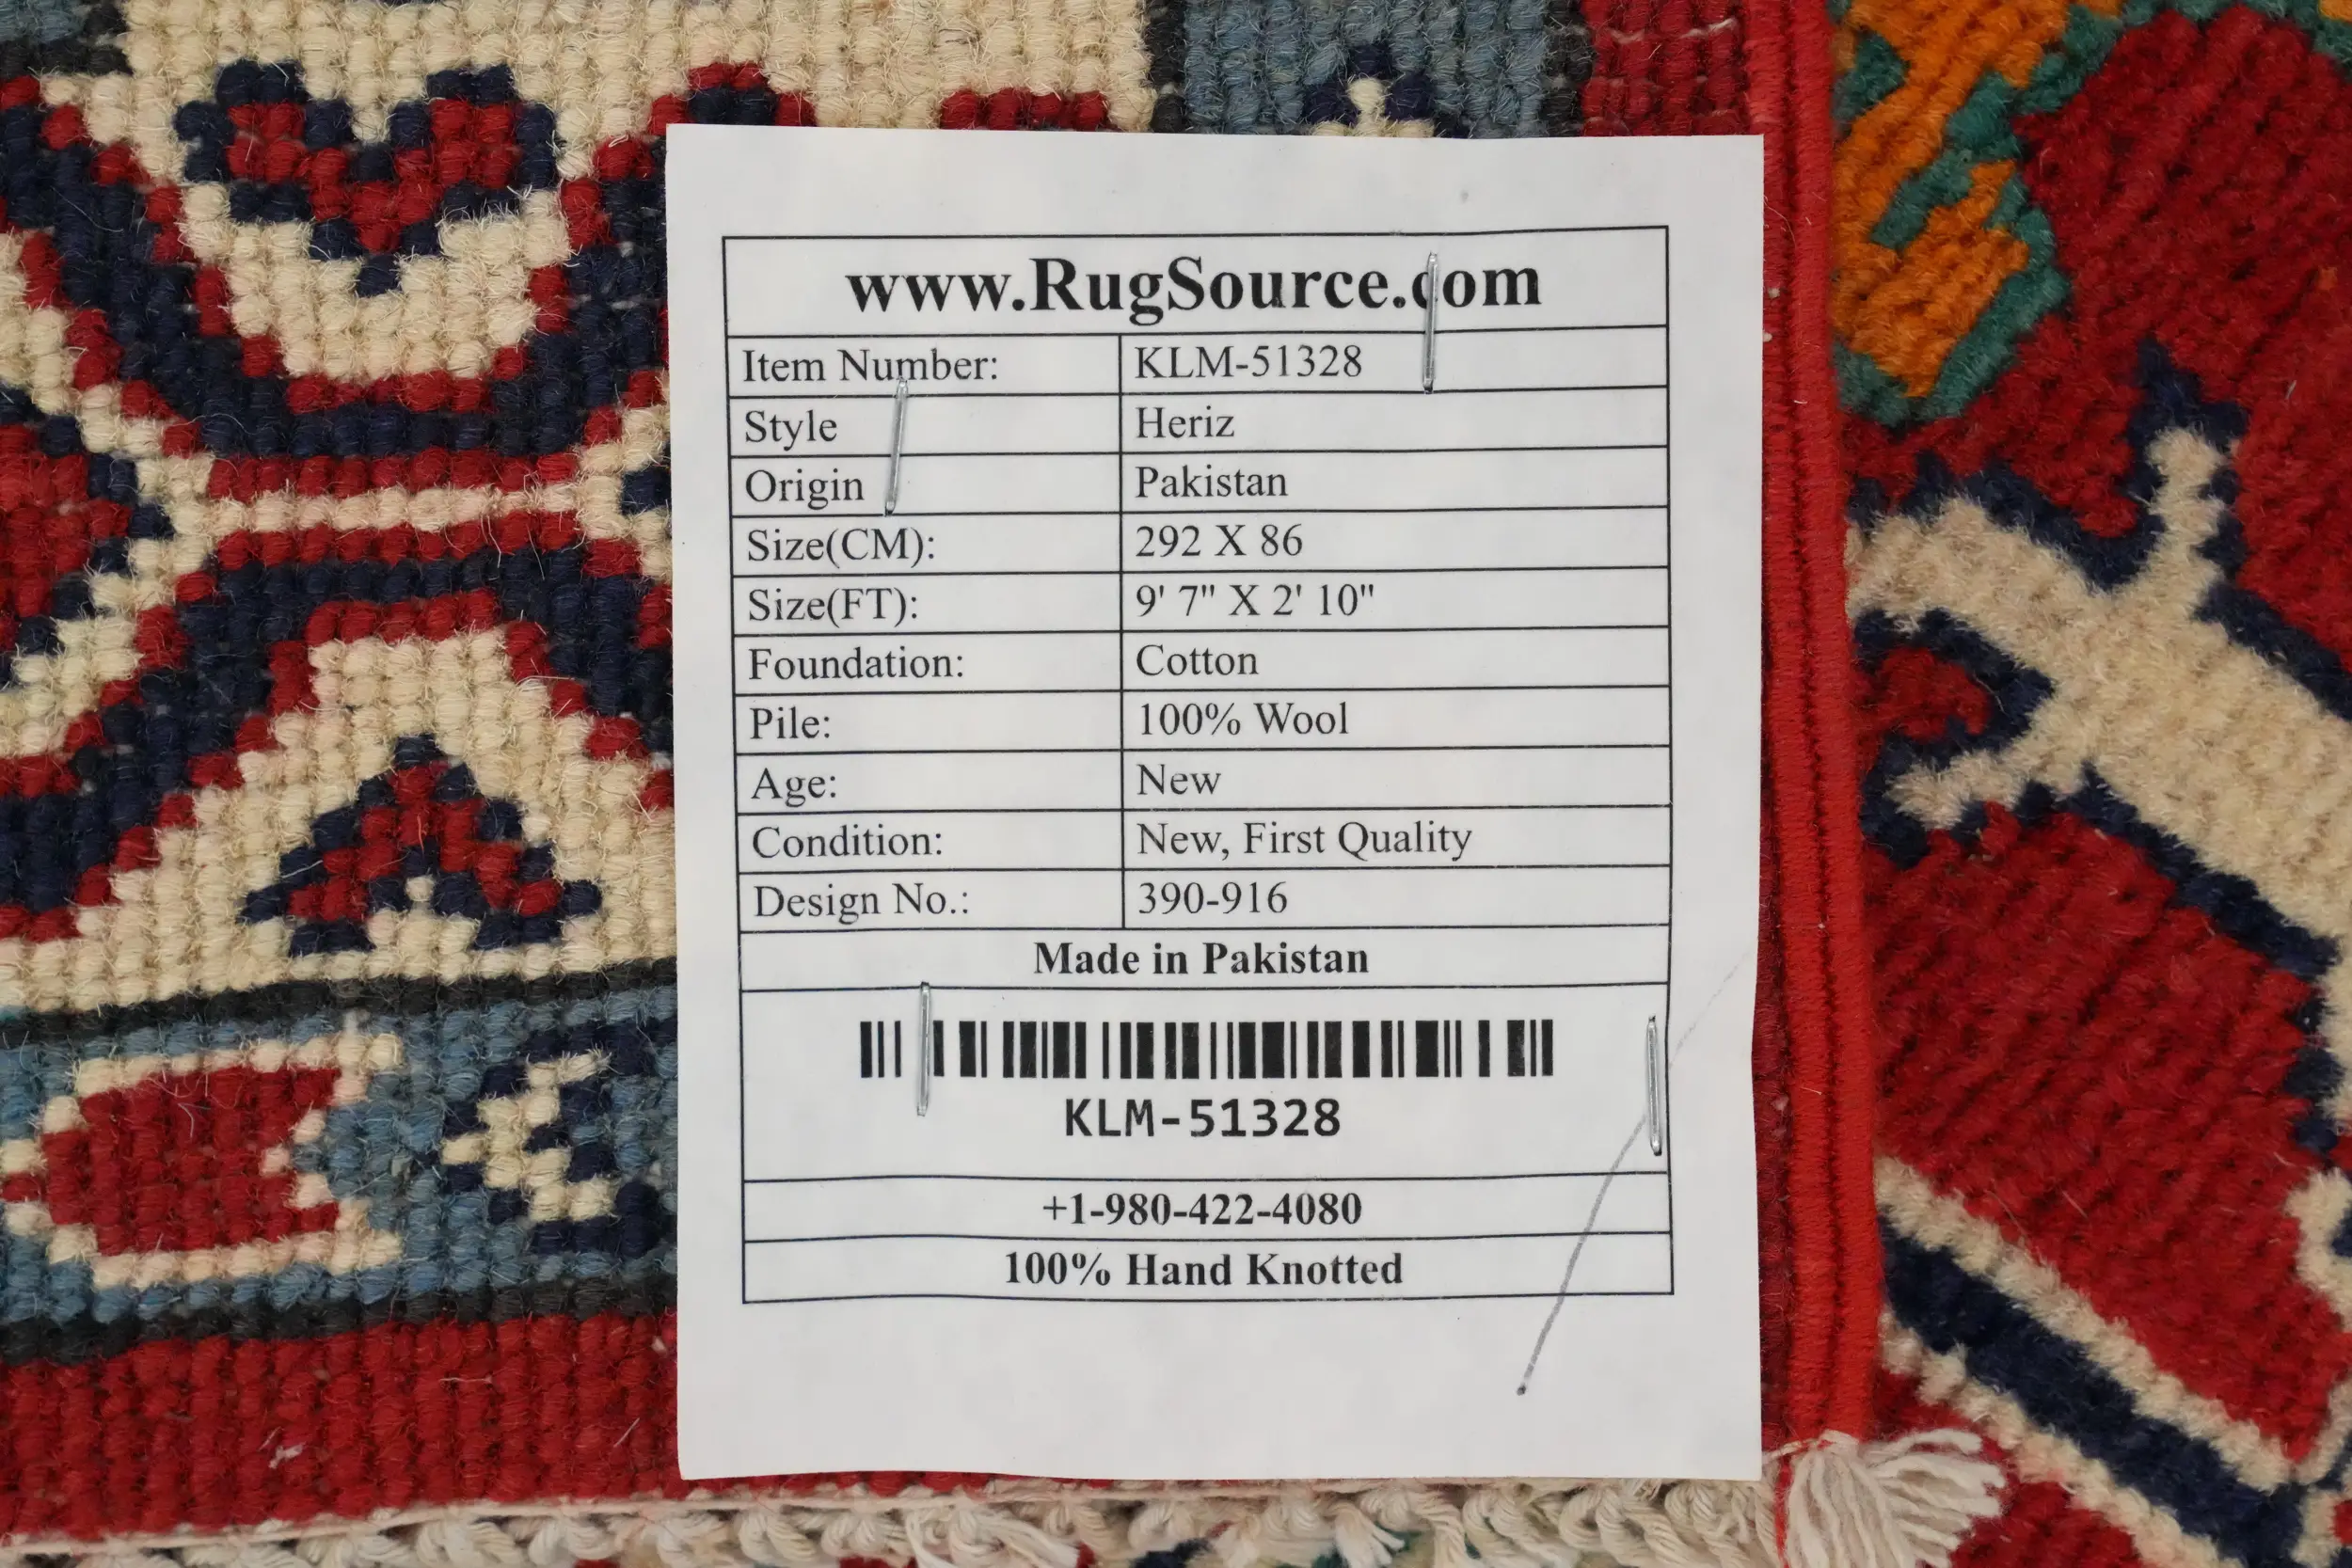 www.RugSource.com
Item Number: KLM-51328
Style Heriz
Origin Pakistan
Size(CM): 292 X 86
Size(FT): 9' 7" X 2' 10"
Foundation: Cotton
Pile: 100% Wool
Age: New
Condition: New, First Quality
Design No.: 390-916
Made in Pakistan
KLM-51328
+1-980-422-4080
100% Hand Knotted